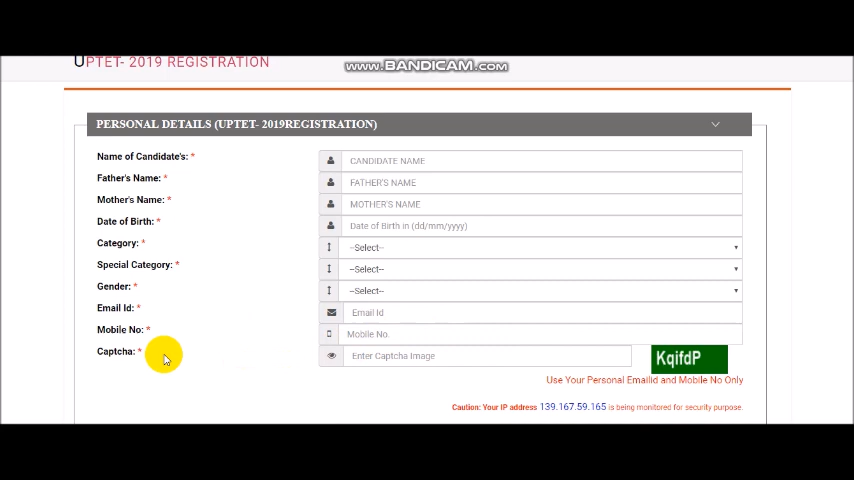 UPTET- 2019 REGISTRATION
www.BANDICAM.com
PERSONAL DETAILS (UPTET- 2019REGISTRATION)
Name of Candidate's: *
CANDIDATE NAME
Father's Name: *
FATHER'S NAME
Mother's Name: *
MOTHER'S NAME
Date of Birth: *
Date of Birth in (dd/mm/yyyy)
Category: *
--Select--
Special Category: *
--Select--
Gender: *
--Select--
Email Id: *
Email Id
Mobile No: *
Mobile No.
Captcha: *
Enter Captcha Image
KqifdP
Use Your Personal Emailid and Mobile No Only
Caution: Your IP address 139.167.59.165 is being monitored for security purpose.